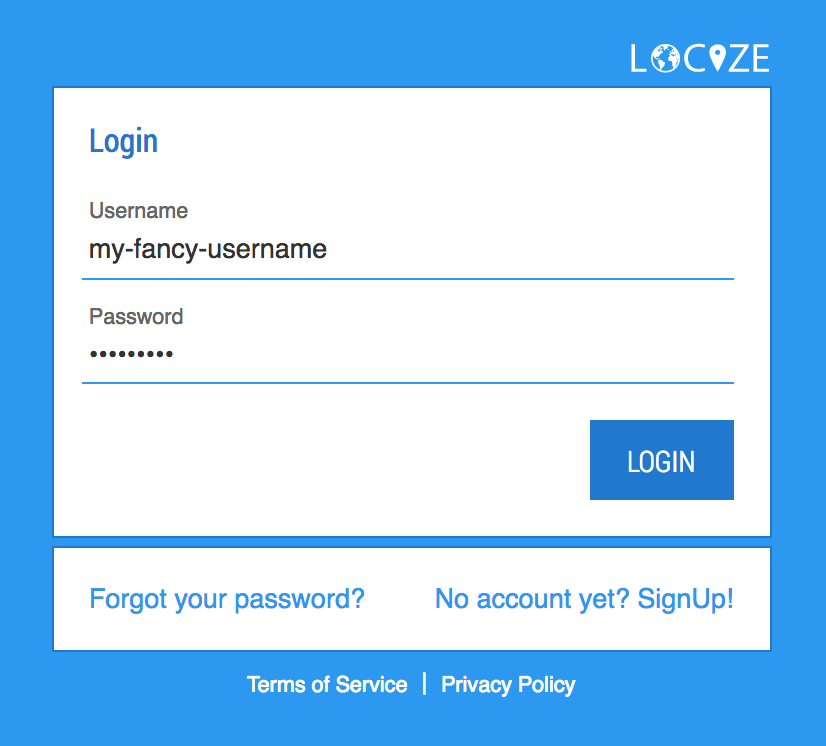 LOCIZE
Login
Username
my-fancy-username
Password
•••••••••
LOGIN
Forgot your password? No account yet? SignUp!
Terms of Service | Privacy Policy